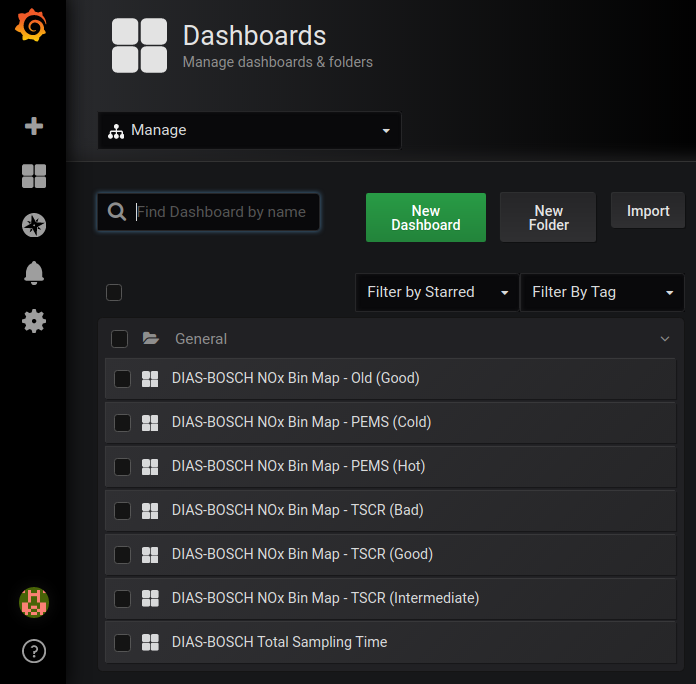 Dashboards
Manage dashboards & folders
Manage
Find Dashboard by name
New
Dashboard
New
Folder
Import
Filter by Starred
Filter By Tag
General
DIAS-BOSCH NOx Bin Map - Old (Good)
DIAS-BOSCH NOx Bin Map - PEMS (Cold)
DIAS-BOSCH NOx Bin Map - PEMS (Hot)
DIAS-BOSCH NOx Bin Map - TSCR (Bad)
DIAS-BOSCH NOx Bin Map - TSCR (Good)
DIAS-BOSCH NOx Bin Map - TSCR (Intermediate)
DIAS-BOSCH Total Sampling Time
?